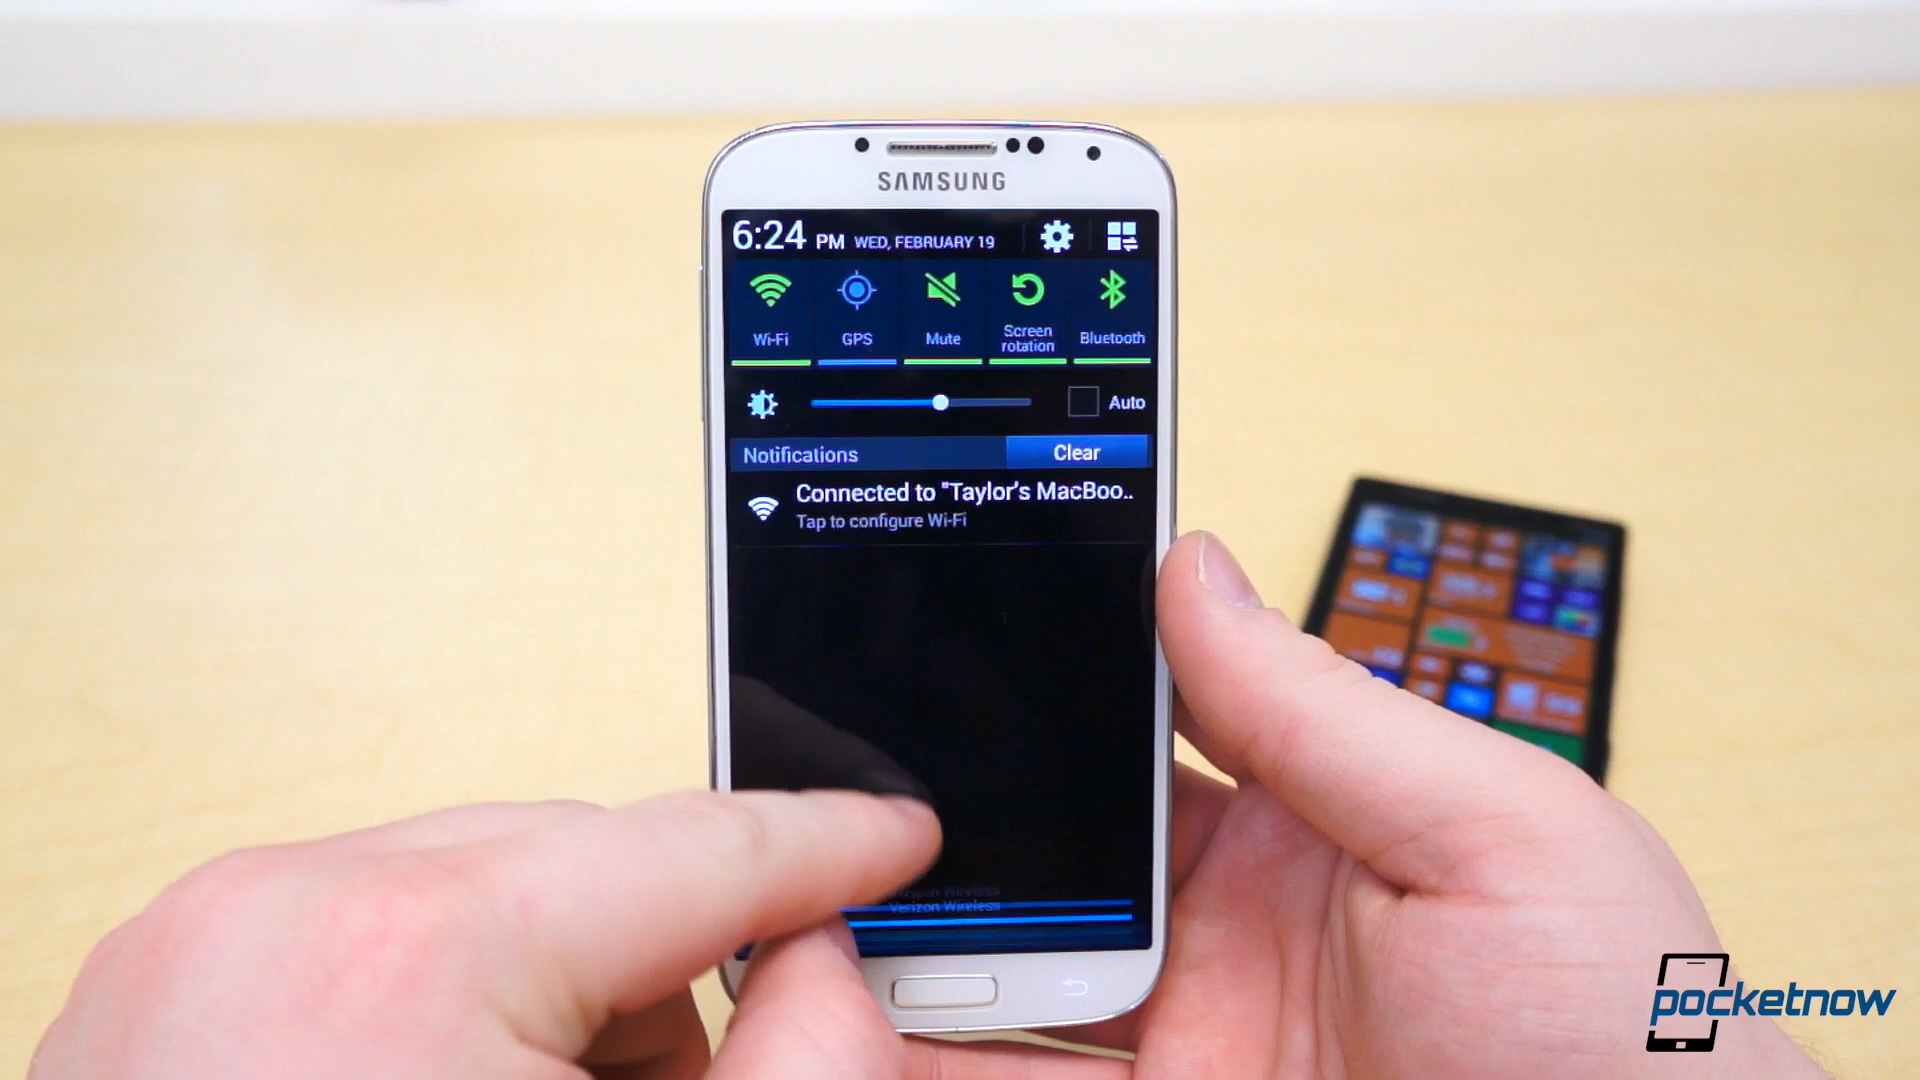 SAMSUNG
6:24 PM WED, FEBRUARY 19
Wi-Fi GPS Mute Screen rotation Bluetooth
Auto
Notifications Clear
Connected to "Taylor's MacBoo..
Tap to configure Wi-Fi
Verizon Wireless
pocketnow